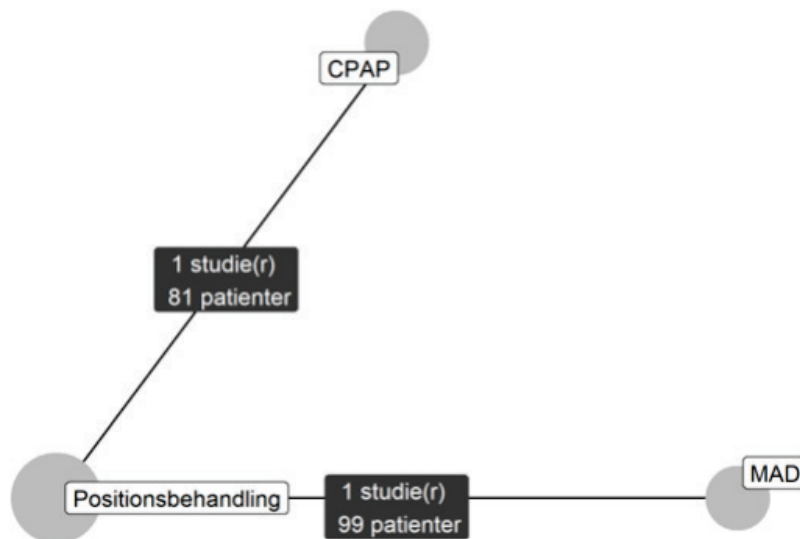 CPAP
1 studie(r)
81 patienter
Positionsbehandling
1 studie(r)
99 patienter
MAD